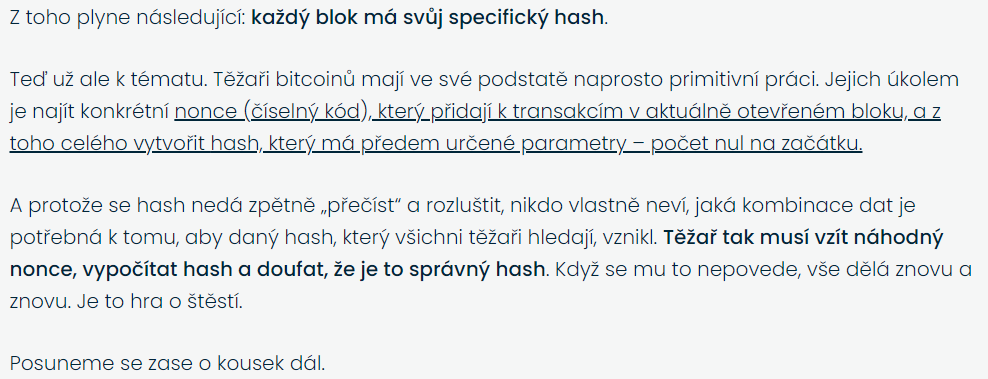 Z toho plyne následující: každý blok má svůj specifický hash.
Teď už ale k tématu. Těžaři bitcoinů mají ve své podstatě naprosto primitivní práci. Jejich úkolem
je najít konkrétní nonce (číselný kód), který přidají k transakcím v aktuálně otevřeném bloku, a z
toho celého vytvořit hash, který má předem určené parametry – počet nul na začátku.
A protože se hash nedá zpětně „přečíst“ a rozluštit, nikdo vlastně neví, jaká kombinace dat je
potřebná k tomu, aby daný hash, který všichni těžaři hledají, vznikl. Těžař tak musí vzít náhodný
nonce, vypočítat hash a doufat, že je to správný hash. Když se mu to nepovede, vše dělá znovu a
znovu. Je to hra o štěstí.
Posuneme se zase o kousek dál.